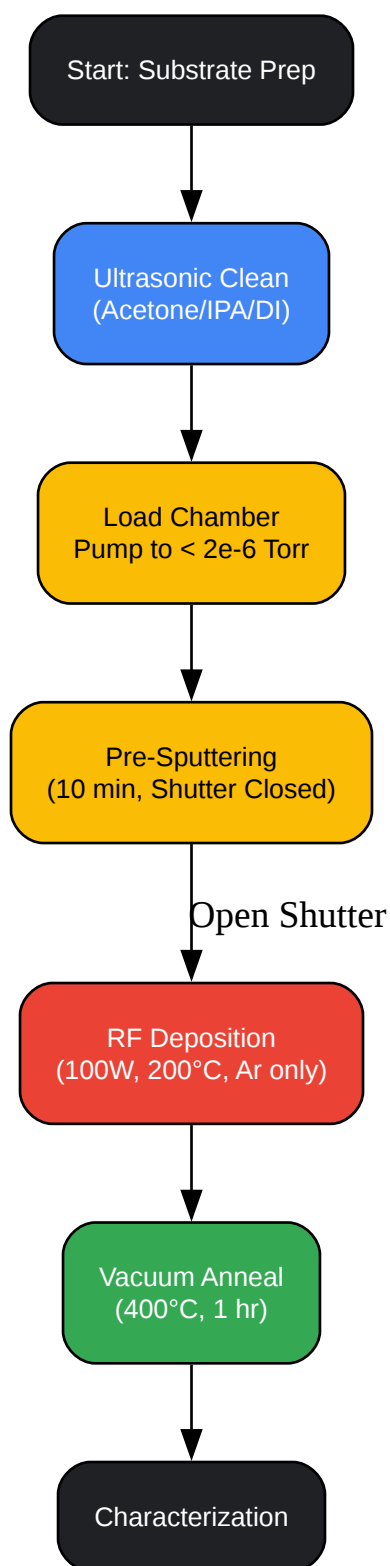 Start: Substrate Prep
Ultrasonic Clean
(Acetone/IPA/DI)
Load Chamber
Pump to < 2e-6 Torr
Pre-Sputtering
(10 min, Shutter Closed)
Open Shutter
RF Deposition
(100W, 200°C, Ar only)
Vacuum Anneal
(400°C, 1 hr)
Characterization